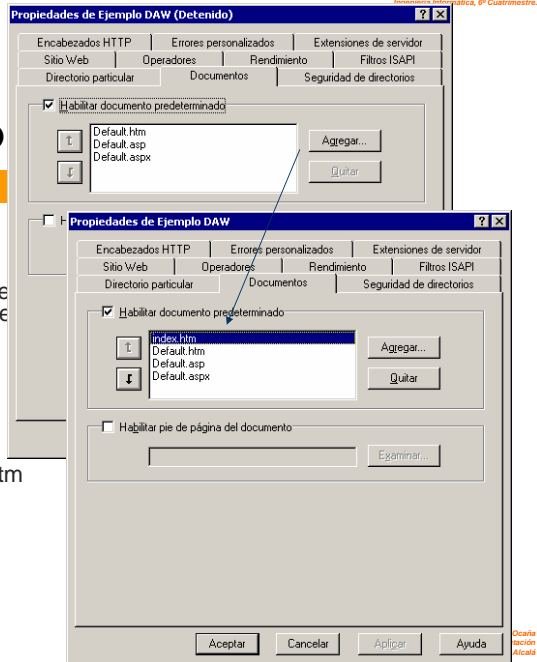 Ingeniería Informática, 6º Cuatrimestre.
Propiedades de Ejemplo DAW (Detenido)
Encabezados HTTP Errores personalizados Extensiones de servidor
Sitio Web Operadores Rendimiento Filtros ISAPI
Directorio particular Documentos Seguridad de directorios
Habilitar documento predeterminado
Default.htm
Default.asp
Default.aspx
Agregar...
Quitar
H
Propiedades de Ejemplo DAW
Encabezados HTTP Errores personalizados Extensiones de servidor
Sitio Web Operadores Rendimiento Filtros ISAPI
Directorio particular Documentos Seguridad de directorios
Habilitar documento predeterminado
index.htm
Default.htm
Default.asp
Default.aspx
Agregar...
Quitar
Habilitar pie de página del documento
Examinar...
tm
Aceptar Cancelar Aplicar Ayuda
Ocaña
tación
Alcalá